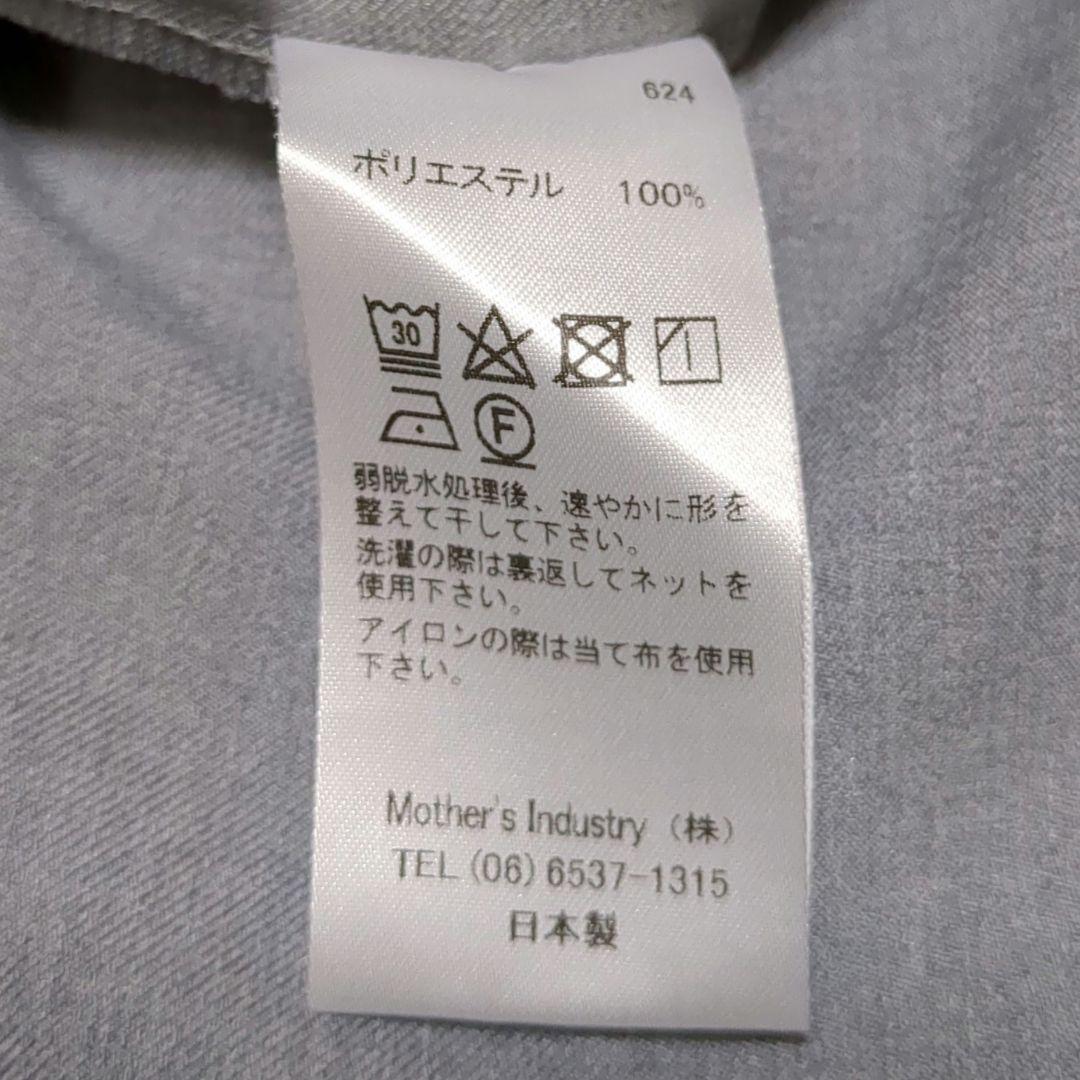 624
ポリエステル 100%
30
F
弱脱水処理後、速やかに形を
整えて干して下さい。
洗濯の際は裏返してネットを
使用下さい。
アイロンの際は当て布を使用
下さい。
Mother's Industry（株）
TEL (06) 6537-1315
日本製